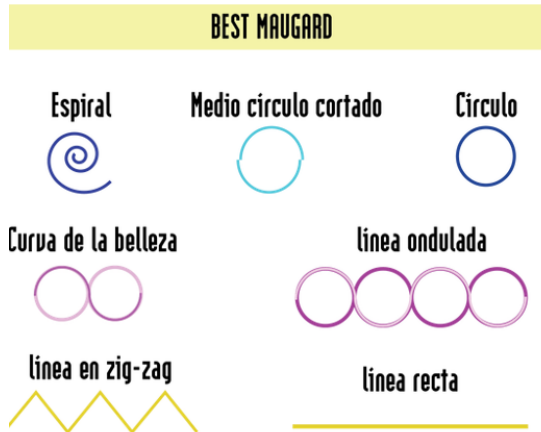 BEST MAUGARD
Espiral
Medio círculo cortado
Círculo
Curva de la belleza
línea ondulada
línea en zig-zag
línea recta